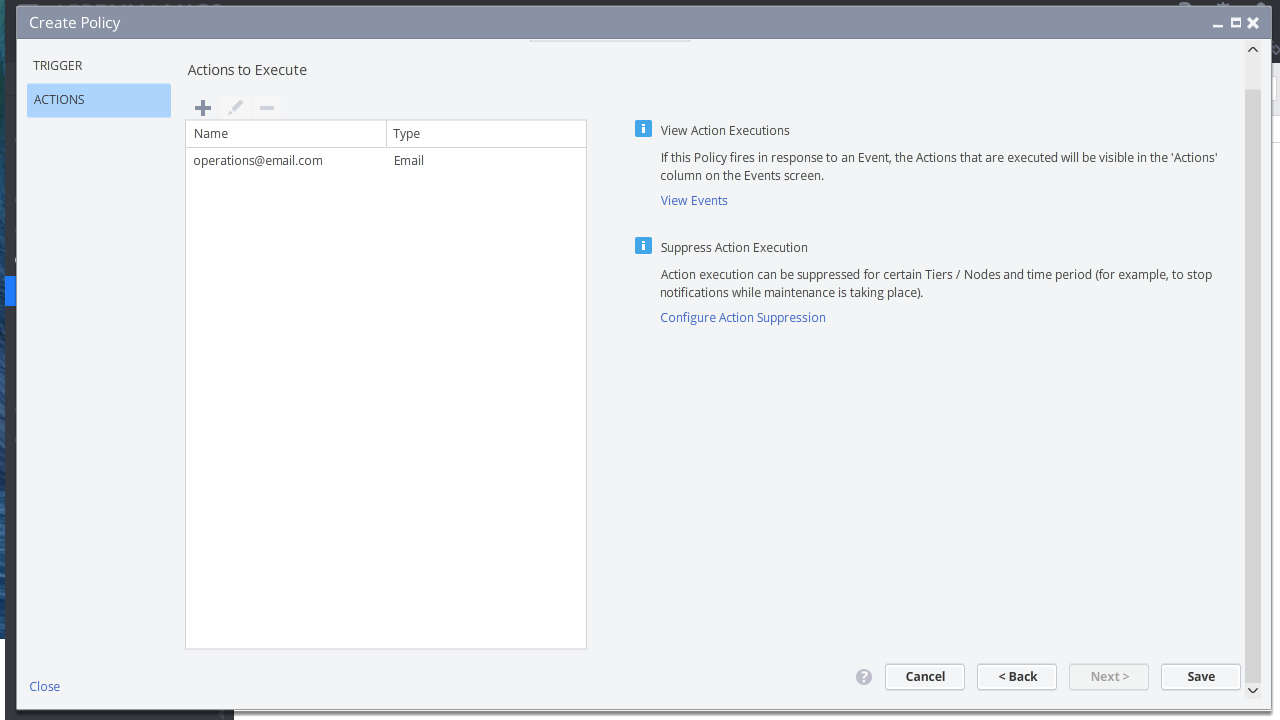 Create Policy
TRIGGER
ACTIONS
Actions to Execute
Name Type
operations@email.com Email
View Action Executions
If this Policy fires in response to an Event, the Actions that are executed will be visible in the 'Actions'
column on the Events screen.
View Events
Suppress Action Execution
Action execution can be suppressed for certain Tiers / Nodes and time period (for example, to stop
notifications while maintenance is taking place).
Configure Action Suppression
Close
Cancel
< Back
Next >
Save